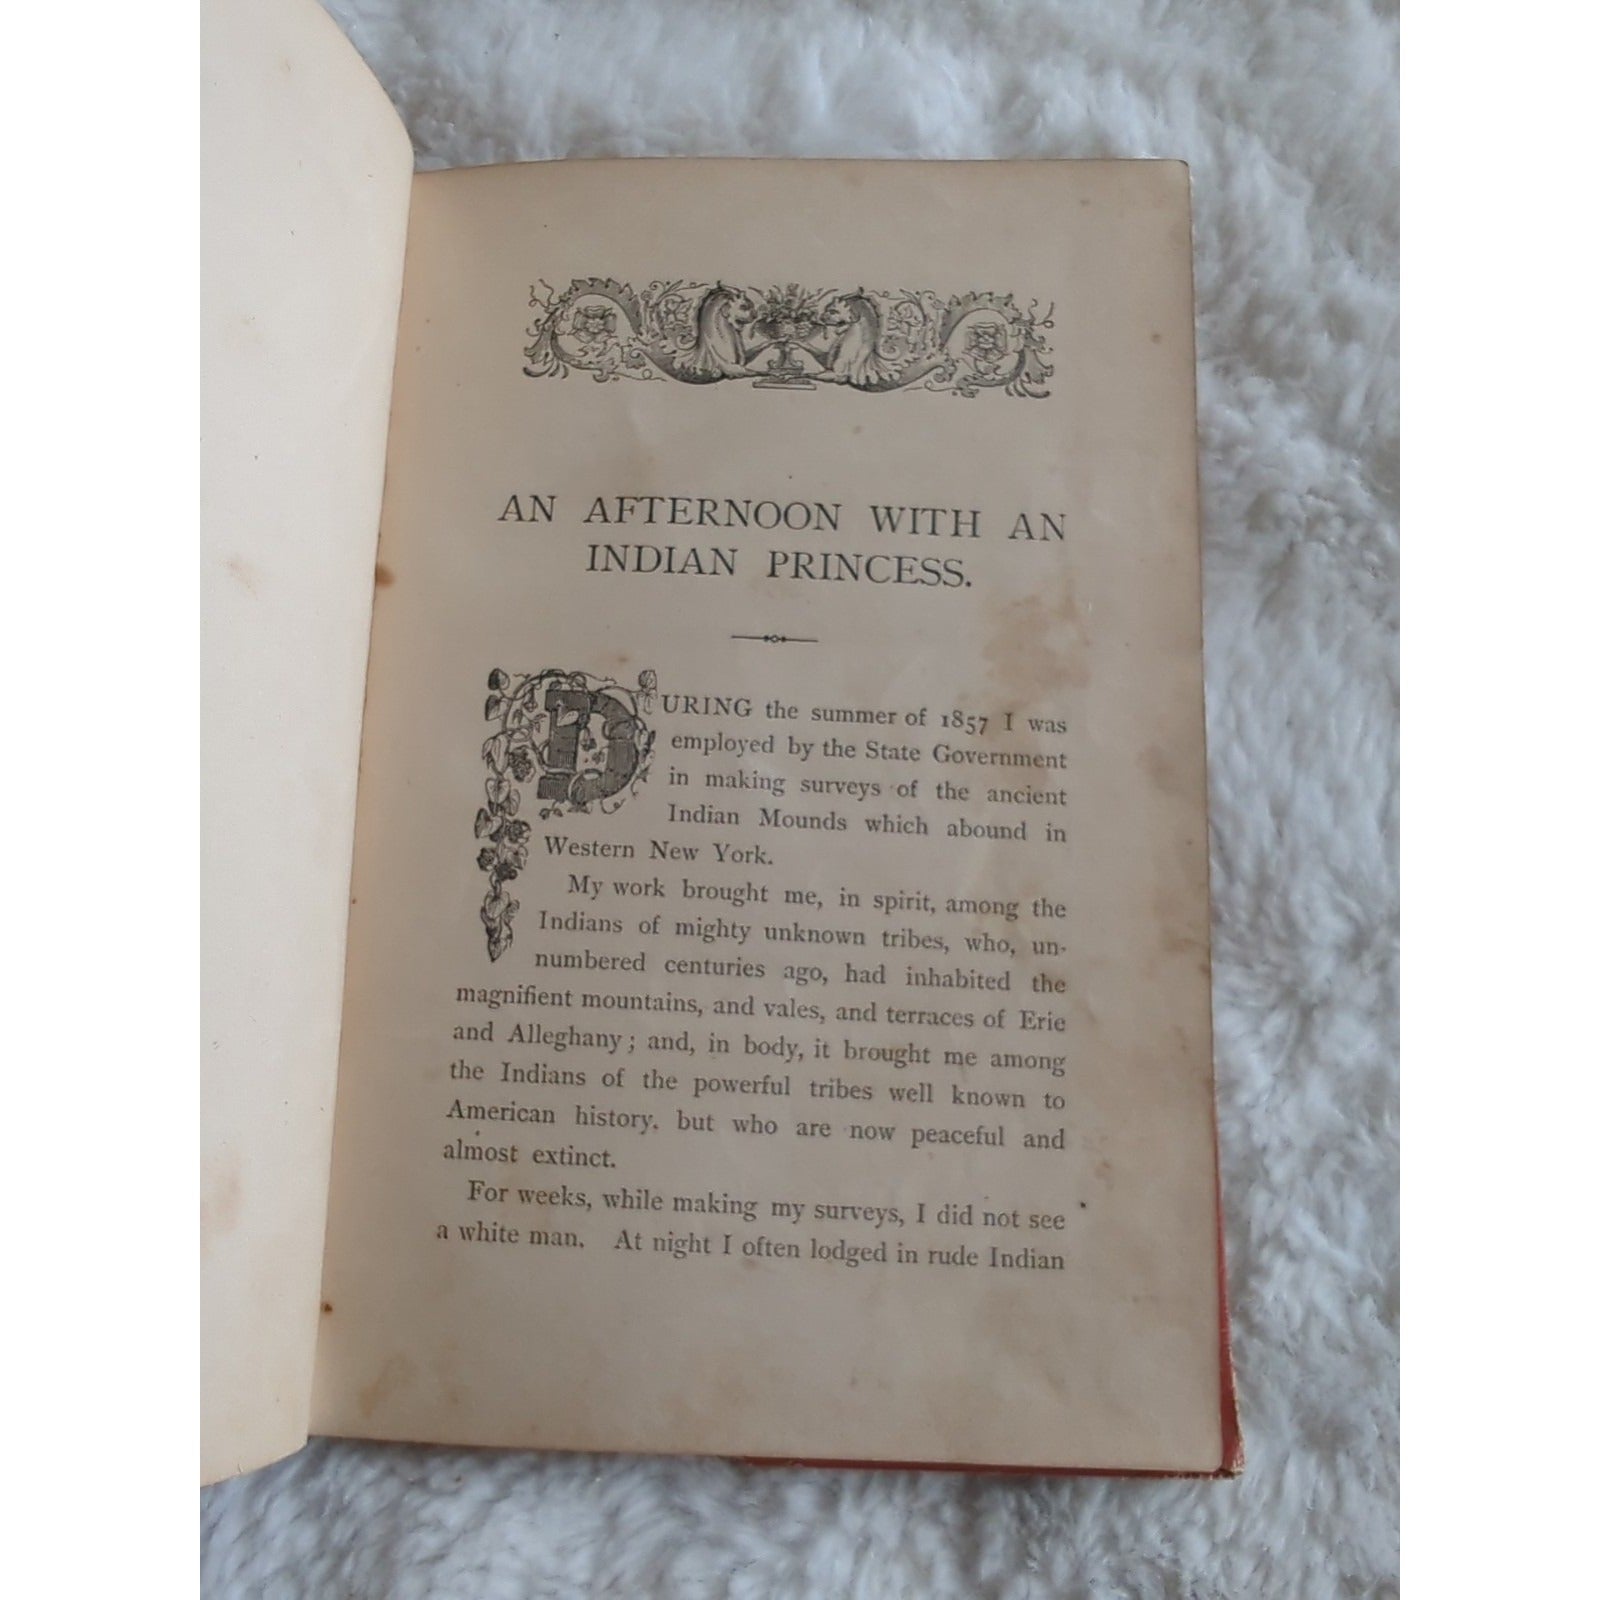 AN AFTERNOON WITH AN
INDIAN PRINCESS.
DURING the summer of 1857 I was
employed by the State Government
in making surveys of the ancient
Indian Mounds which abound in
Western New York.
My work brought me, in spirit, among the
Indians of mighty unknown tribes, who, un-
numbered centuries ago, had inhabited the
magnifient mountains, and vales, and terraces of Erie
and Alleghany; and, in body, it brought me among
the Indians of the powerful tribes well known to
American history, but who are now peaceful and
almost extinct.
For weeks, while making my surveys, I did not see
a white man. At night I often lodged in rude Indian